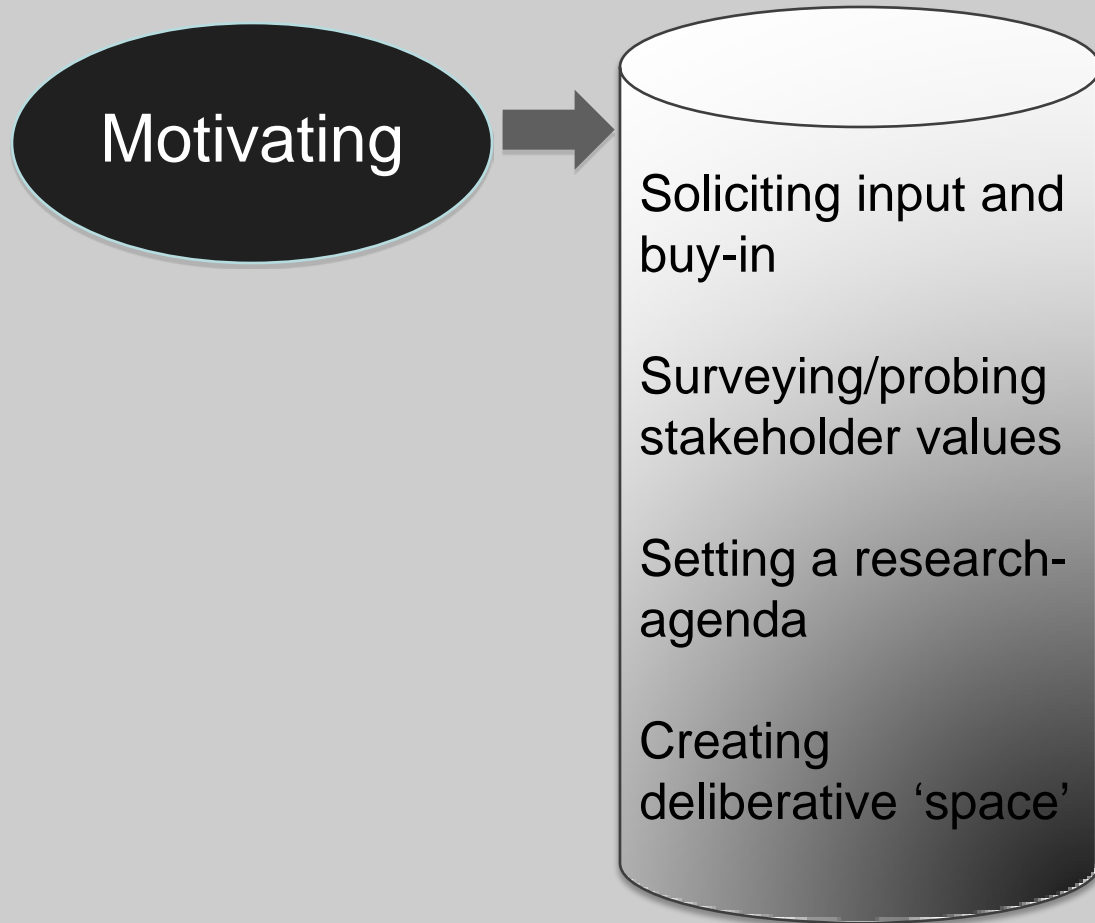 Motivating
Soliciting input and
buy-in
Surveying/probing
stakeholder values
Setting a research-
agenda
Creating
deliberative ‘space’